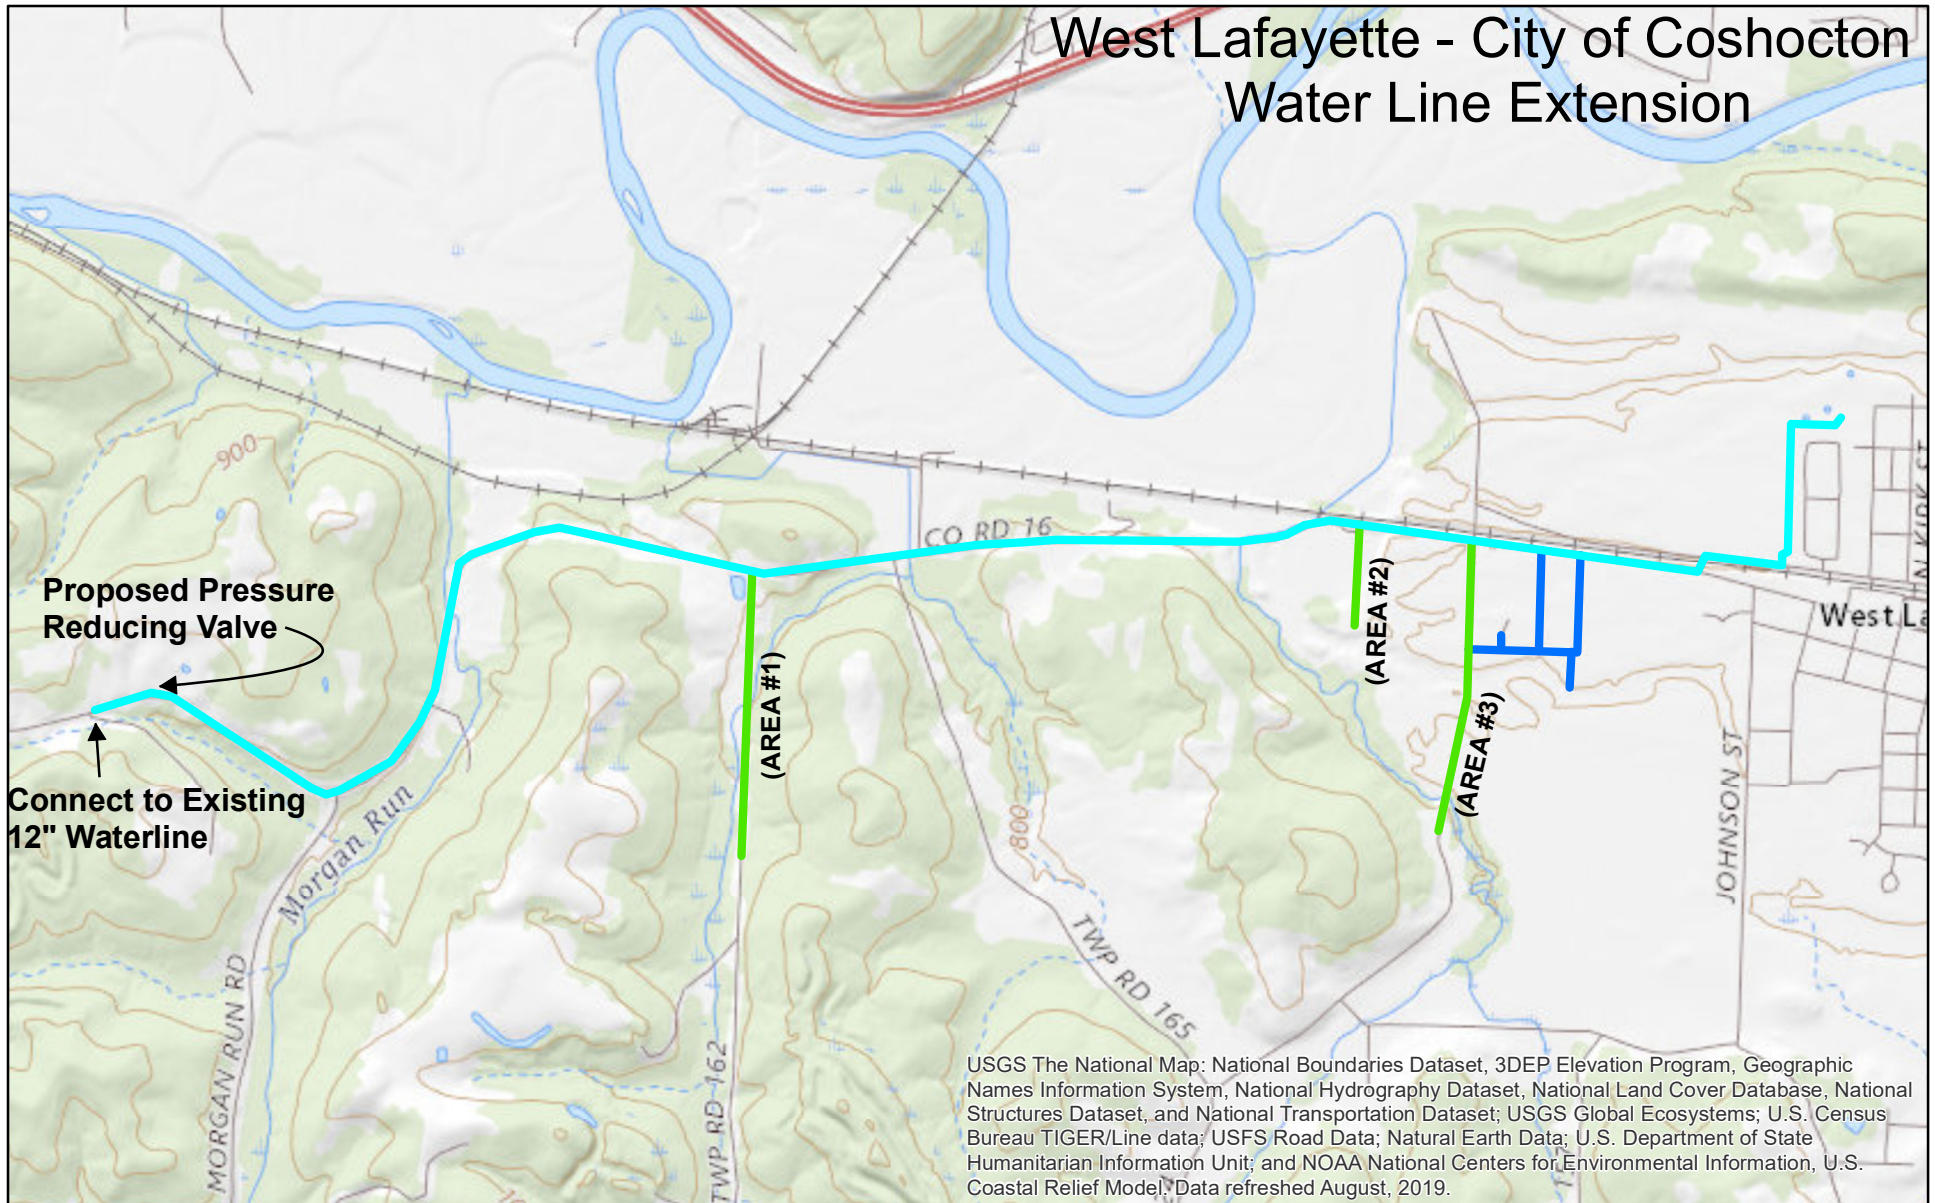 West Lafayette - City of Coshocton
Water Line Extension
900
CO RD 16
N KIRK ST
Proposed Pressure
Reducing Valve
(AREA #2)
West La
(AREA #1)
(AREA #3)
Connect to Existing
12" Waterline
Morgan Run
800
JOHNSON ST
TWP RD 165
MORGAN RUN RD
TWP RD 162
USGS The National Map: National Boundaries Dataset, 3DEP Elevation Program, Geographic
Names Information System, National Hydrography Dataset, National Land Cover Database, National
Structures Dataset, and National Transportation Dataset; USGS Global Ecosystems; U.S. Census
Bureau TIGER/Line data; USFS Road Data; Natural Earth Data; U.S. Department of State
Humanitarian Information Unit; and NOAA National Centers for Environmental Information, U.S.
Coastal Relief Model. Data refreshed August, 2019.